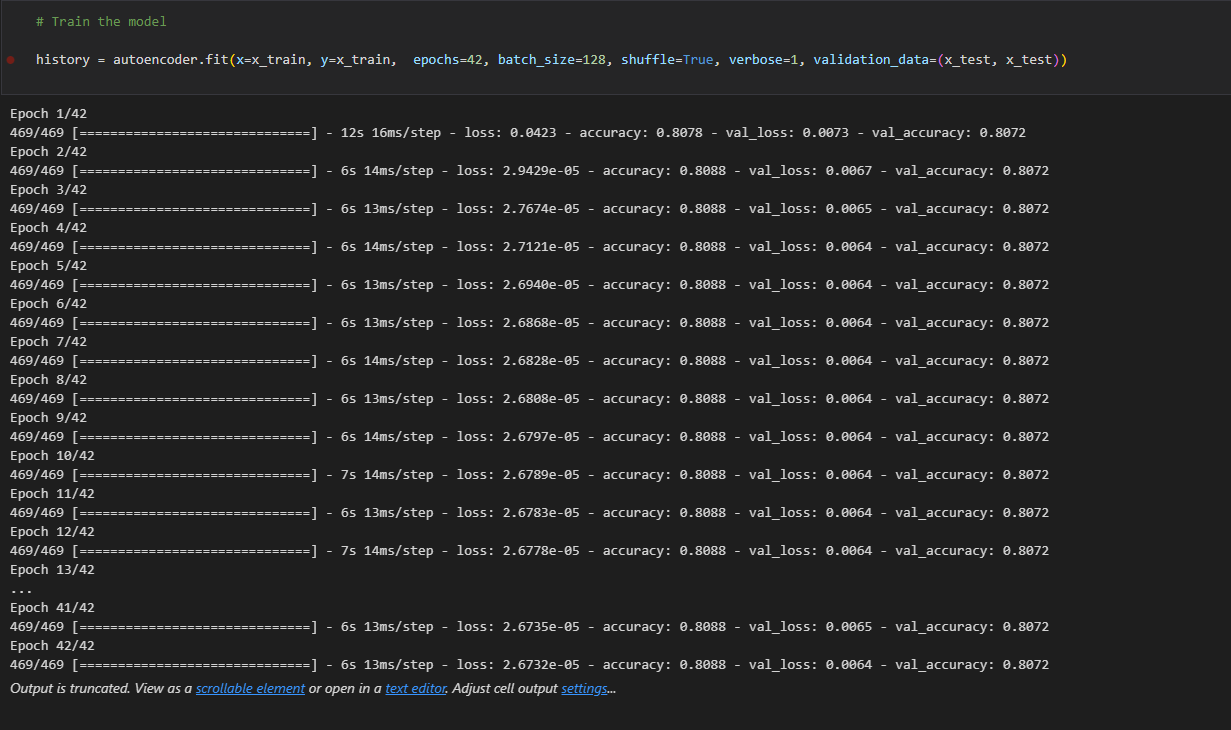 # Train the model
history = autoencoder.fit(x=x_train, y=x_train,  epochs=42, batch_size=128, shuffle=True, verbose=1, validation_data=(x_test, x_test))
Epoch 1/42
469/469 [==============================] - 12s 16ms/step - loss: 0.0423 - accuracy: 0.8078 - val_loss: 0.0073 - val_accuracy: 0.8072
Epoch 2/42
469/469 [==============================] - 6s 14ms/step - loss: 2.9429e-05 - accuracy: 0.8088 - val_loss: 0.0067 - val_accuracy: 0.8072
Epoch 3/42
469/469 [==============================] - 6s 13ms/step - loss: 2.7674e-05 - accuracy: 0.8088 - val_loss: 0.0065 - val_accuracy: 0.8072
Epoch 4/42
469/469 [==============================] - 6s 14ms/step - loss: 2.7121e-05 - accuracy: 0.8088 - val_loss: 0.0064 - val_accuracy: 0.8072
Epoch 5/42
469/469 [==============================] - 6s 13ms/step - loss: 2.6940e-05 - accuracy: 0.8088 - val_loss: 0.0064 - val_accuracy: 0.8072
Epoch 6/42
469/469 [==============================] - 6s 13ms/step - loss: 2.6868e-05 - accuracy: 0.8088 - val_loss: 0.0064 - val_accuracy: 0.8072
Epoch 7/42
469/469 [==============================] - 6s 14ms/step - loss: 2.6828e-05 - accuracy: 0.8088 - val_loss: 0.0064 - val_accuracy: 0.8072
Epoch 8/42
469/469 [==============================] - 6s 13ms/step - loss: 2.6808e-05 - accuracy: 0.8088 - val_loss: 0.0064 - val_accuracy: 0.8072
Epoch 9/42
469/469 [==============================] - 6s 14ms/step - loss: 2.6797e-05 - accuracy: 0.8088 - val_loss: 0.0064 - val_accuracy: 0.8072
Epoch 10/42
469/469 [==============================] - 7s 14ms/step - loss: 2.6789e-05 - accuracy: 0.8088 - val_loss: 0.0064 - val_accuracy: 0.8072
Epoch 11/42
469/469 [==============================] - 6s 13ms/step - loss: 2.6783e-05 - accuracy: 0.8088 - val_loss: 0.0064 - val_accuracy: 0.8072
Epoch 12/42
469/469 [==============================] - 7s 14ms/step - loss: 2.6778e-05 - accuracy: 0.8088 - val_loss: 0.0064 - val_accuracy: 0.8072
Epoch 13/42
...
Epoch 41/42
469/469 [==============================] - 6s 13ms/step - loss: 2.6735e-05 - accuracy: 0.8088 - val_loss: 0.0065 - val_accuracy: 0.8072
Epoch 42/42
469/469 [==============================] - 6s 13ms/step - loss: 2.6732e-05 - accuracy: 0.8088 - val_loss: 0.0064 - val_accuracy: 0.8072
Output is truncated. View as a scrollable element or open in a text editor. Adjust cell output settings...